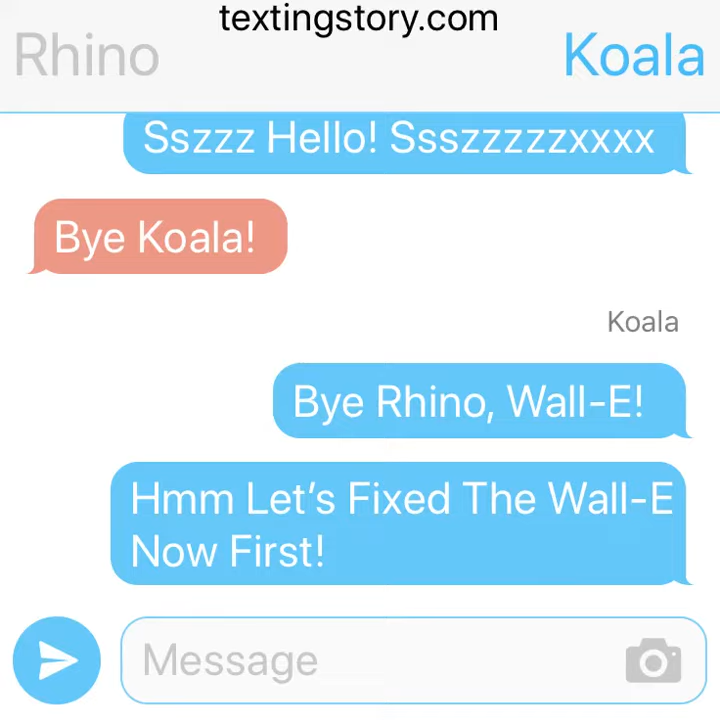 textingstory.com
Rhino
Koala
Sszzz Hello! Ssszzzzzxxxx
Bye Koala!
Koala
Bye Rhino, Wall-E!
Hmm Let’s Fixed The Wall-E
Now First!
Message